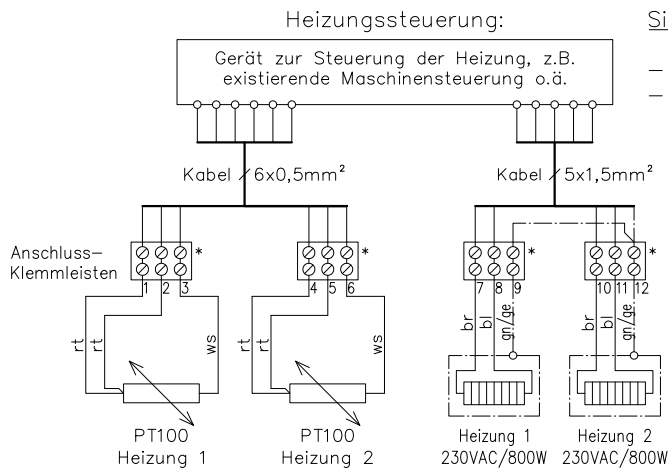 Heizungssteuerung:
Si
Gerät zur Steuerung der Heizung, z.B.
existierende Maschinensteuerung o.ä.
Kabel 6x0,5mm²
Kabel 5x1,5mm²
Anschluss-
Klemmleisten
*
*
*
*
1 2 3
4 5 6
7 8 9
10 11 12
rt rt ws
rt rt ws
br bl gn/ge
br bl gn/ge
PT100
Heizung 1
PT100
Heizung 2
Heizung 1
230VAC/800W
Heizung 2
230VAC/800W